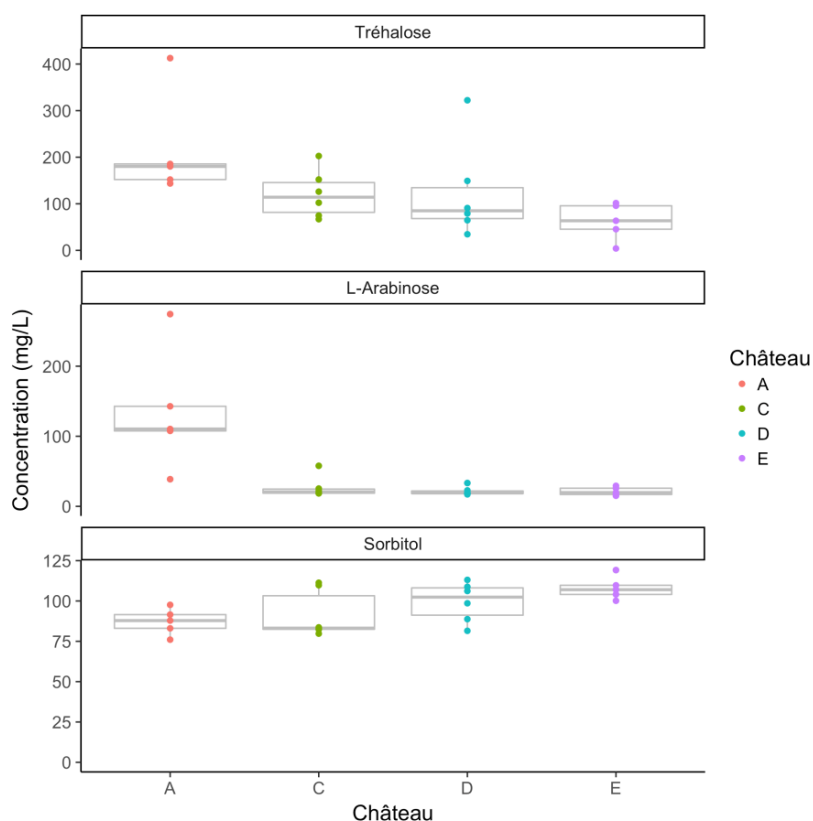 Tréhalose
400
300
200
100
0
L-Arabinose
200
100
0
Sorbitol
125
100
75
50
25
0
Concentration (mg/L)
A C D E
Château
Château
A
C
D
E